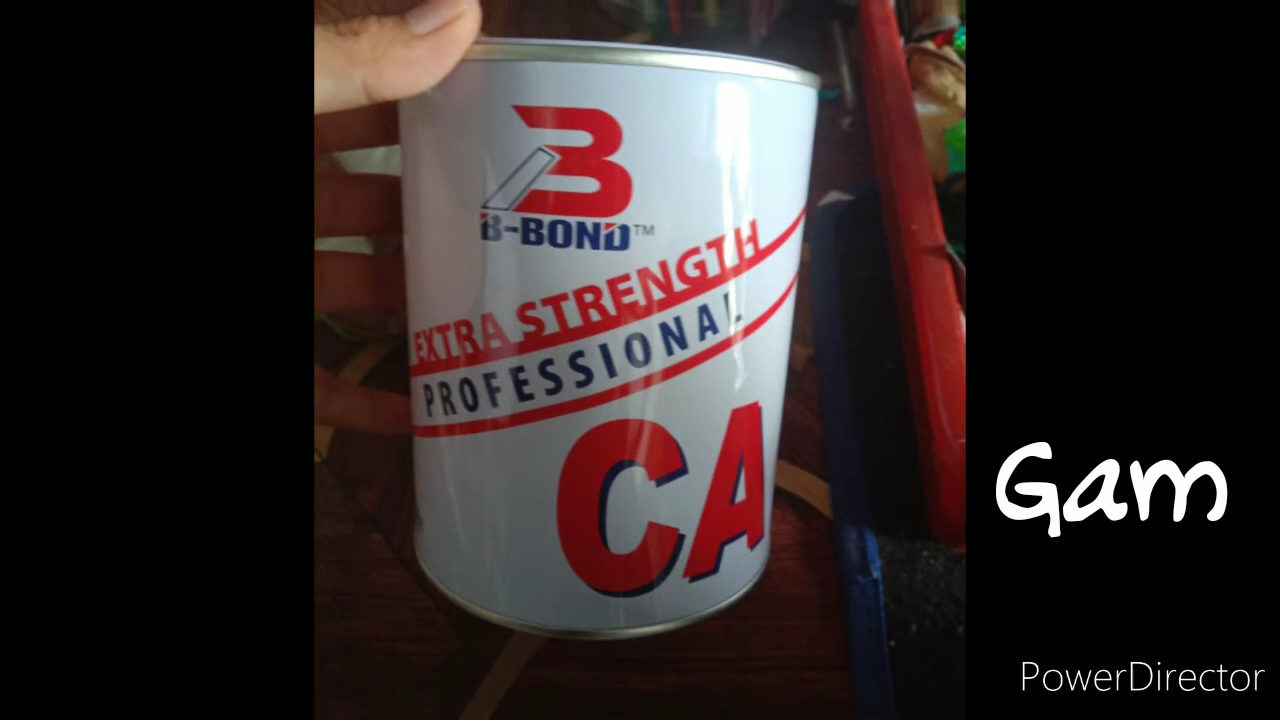 B-BOND™
EXTRA STRENGTH
PROFESSIONAL
CA
Gam
PowerDirector